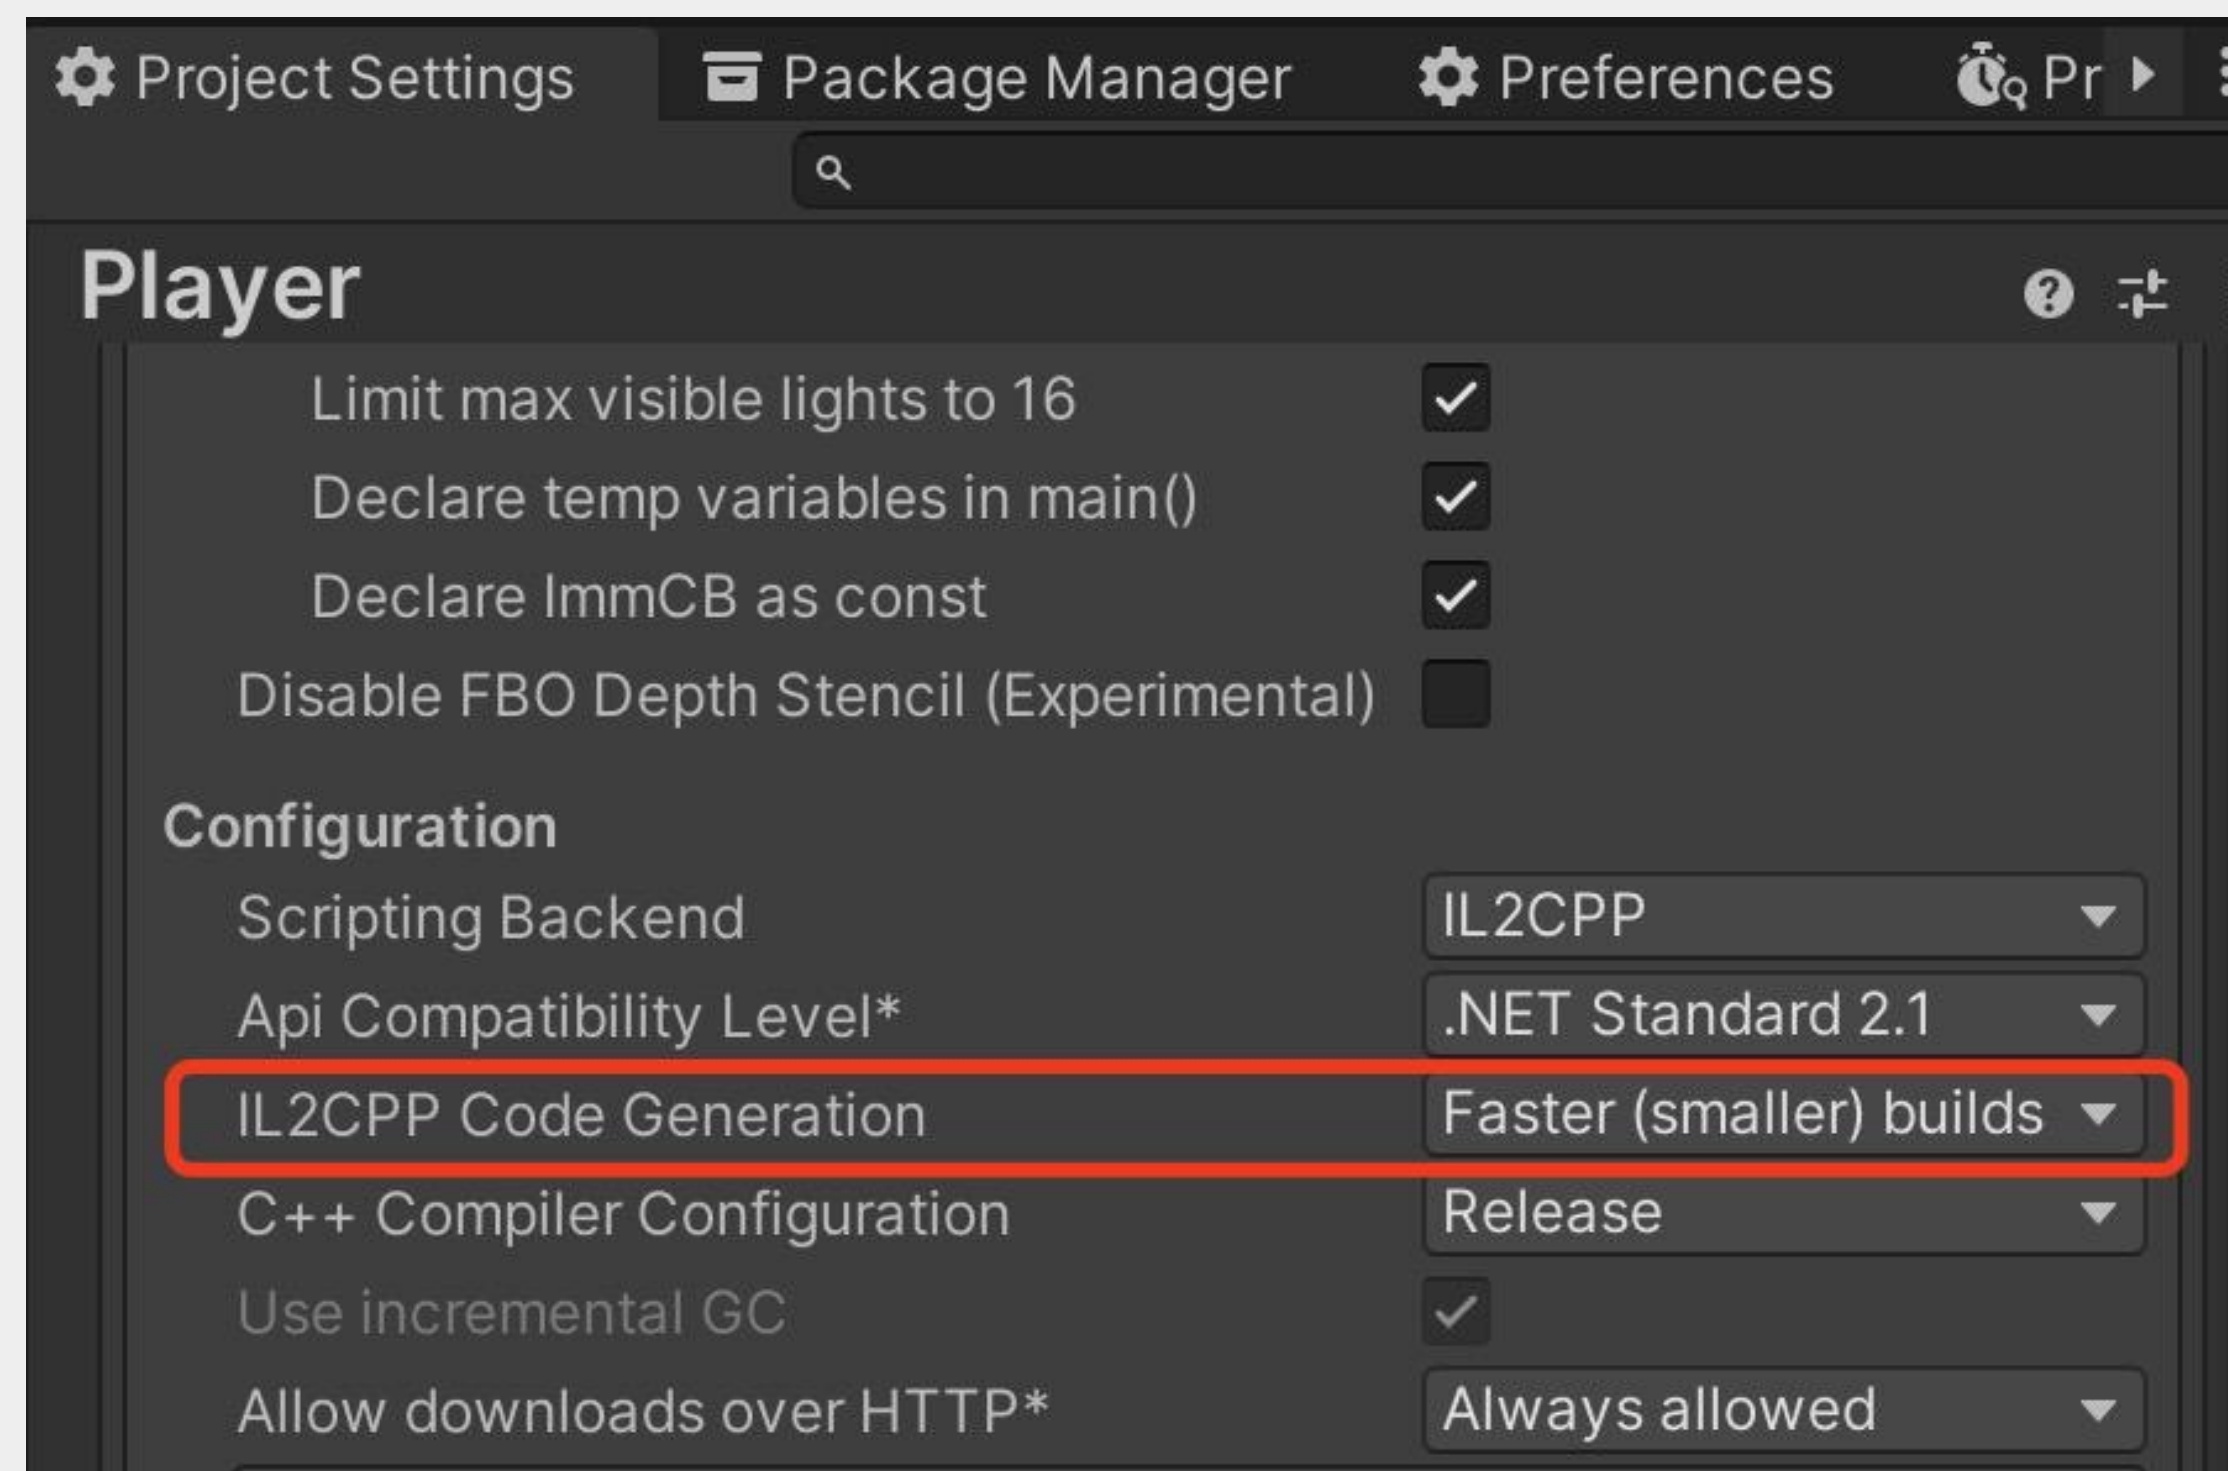 Project Settings Package Manager Preferences Pr
Player
Limit max visible lights to 16
Declare temp variables in main()
Declare ImmCB as const
Disable FBO Depth Stencil (Experimental)
Configuration
Scripting Backend IL2CPP
Api Compatibility Level* .NET Standard 2.1
IL2CPP Code Generation Faster (smaller) builds
C++ Compiler Configuration Release
Use incremental GC
Allow downloads over HTTP* Always allowed